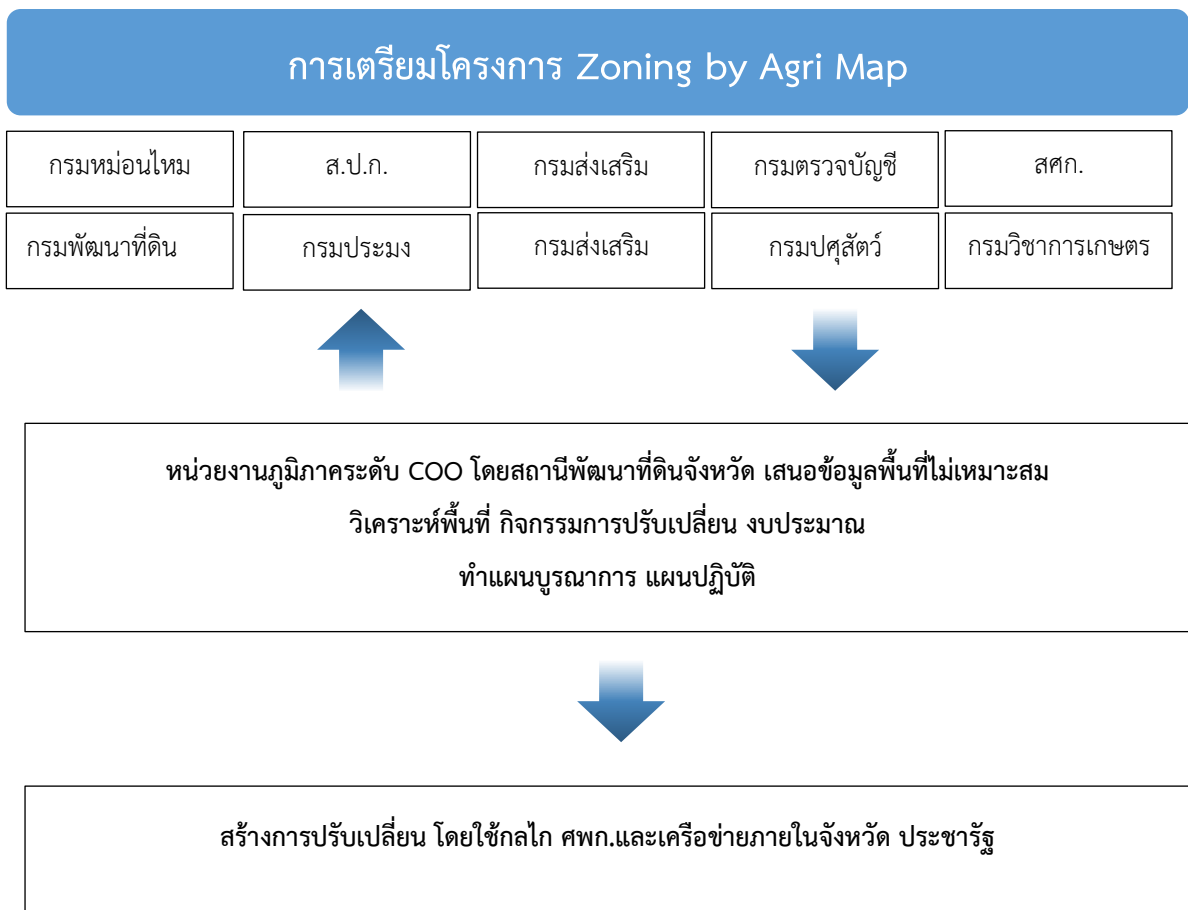 การเตรียมโครงการ Zoning by Agri Map
กรมหม่อนไหม
ส.ป.ก.
กรมส่งเสริม
กรมตรวจบัญชี
สศก.
กรมพัฒนาที่ดิน
กรมประมง
กรมส่งเสริม
กรมปศุสัตว์
กรมวิชาการเกษตร
หน่วยงานภูมิภาคระดับ COO โดยสถานีพัฒนาที่ดินจังหวัด เสนอข้อมูลพื้นที่ไม่เหมาะสม
วิเคราะห์พื้นที่ กิจกรรมการปรับเปลี่ยน งบประมาณ
ทำแผนบูรณาการ แผนปฏิบัติ
สร้างการปรับเปลี่ยน โดยใช้กลไก ศพก.และเครือข่ายภายในจังหวัด ประชารัฐ